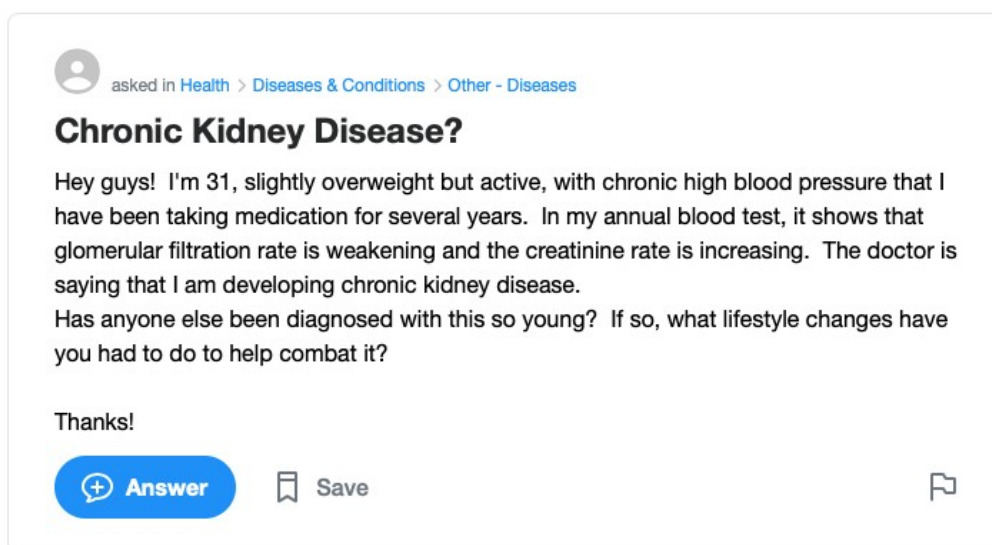 asked in Health > Diseases & Conditions > Other - Diseases
Chronic Kidney Disease?
Hey guys!  I'm 31, slightly overweight but active, with chronic high blood pressure that I
have been taking medication for several years.  In my annual blood test, it shows that
glomerular filtration rate is weakening and the creatinine rate is increasing.  The doctor is
saying that I am developing chronic kidney disease.
Has anyone else been diagnosed with this so young?  If so, what lifestyle changes have
you had to do to help combat it?
Thanks!
Answer Save